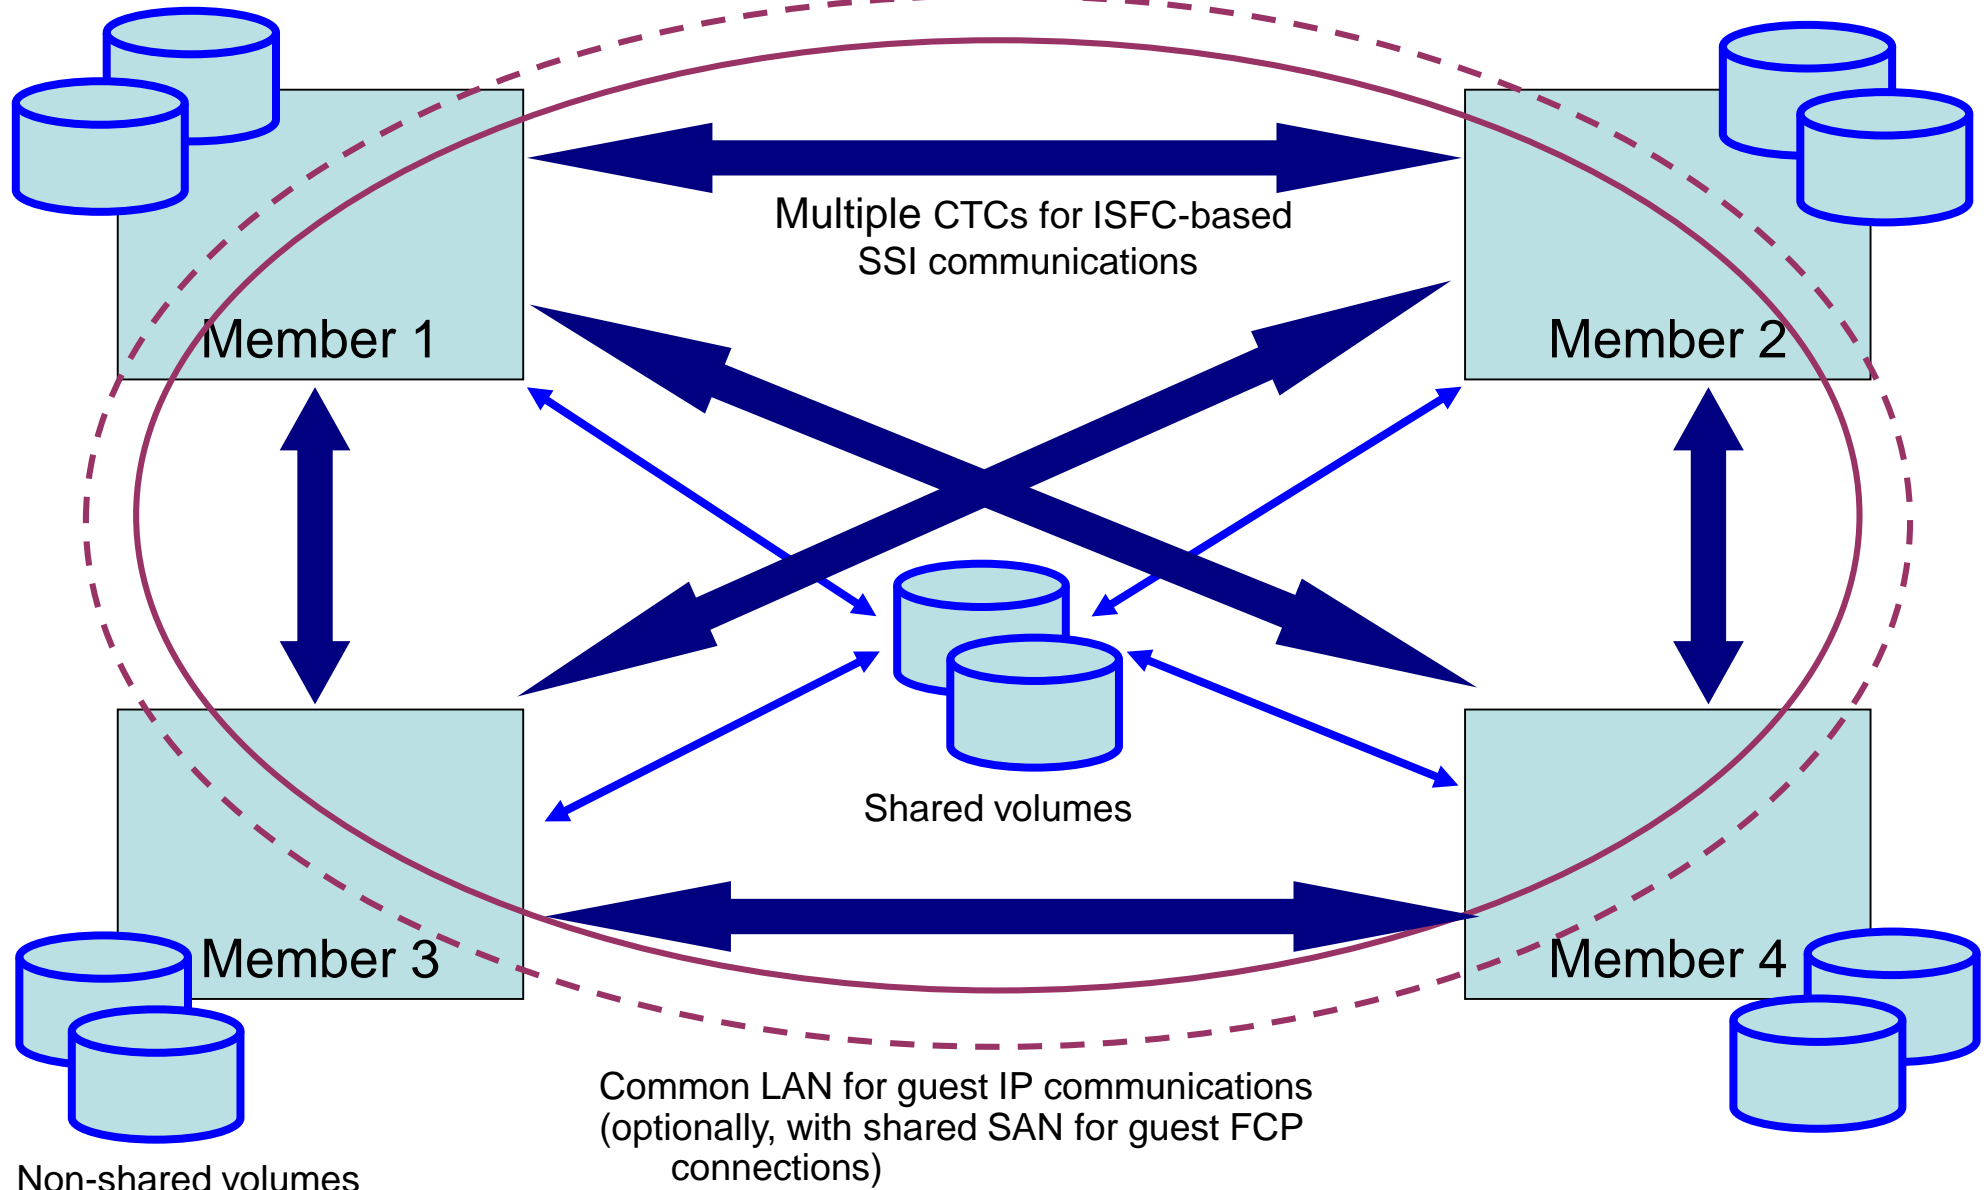 Multiple CTCs for ISFC-based
SSI communications
Member 1
Member 2
Shared volumes
Member 3
Member 4
Common LAN for guest IP communications
(optionally, with shared SAN for guest FCP
connections)
Non-shared volumes